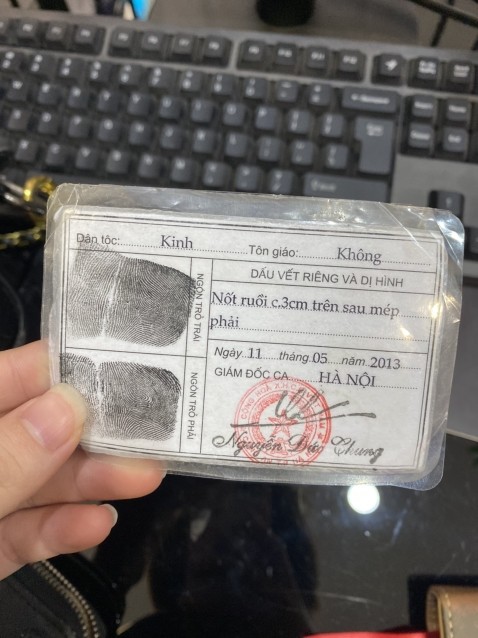 Dân tộc: Kinh Tôn giáo: Không
NGÓN TRỎ TRÁI
NGÓN TRỎ PHẢI
DẤU VẾT RIÊNG VÀ DỊ HÌNH
Nốt ruồi c.3cm trên sau mép
phải
Ngày 11 tháng 05 năm 2013
GIÁM ĐỐC CA HÀ NỘI
Nguyễn Đức Chung